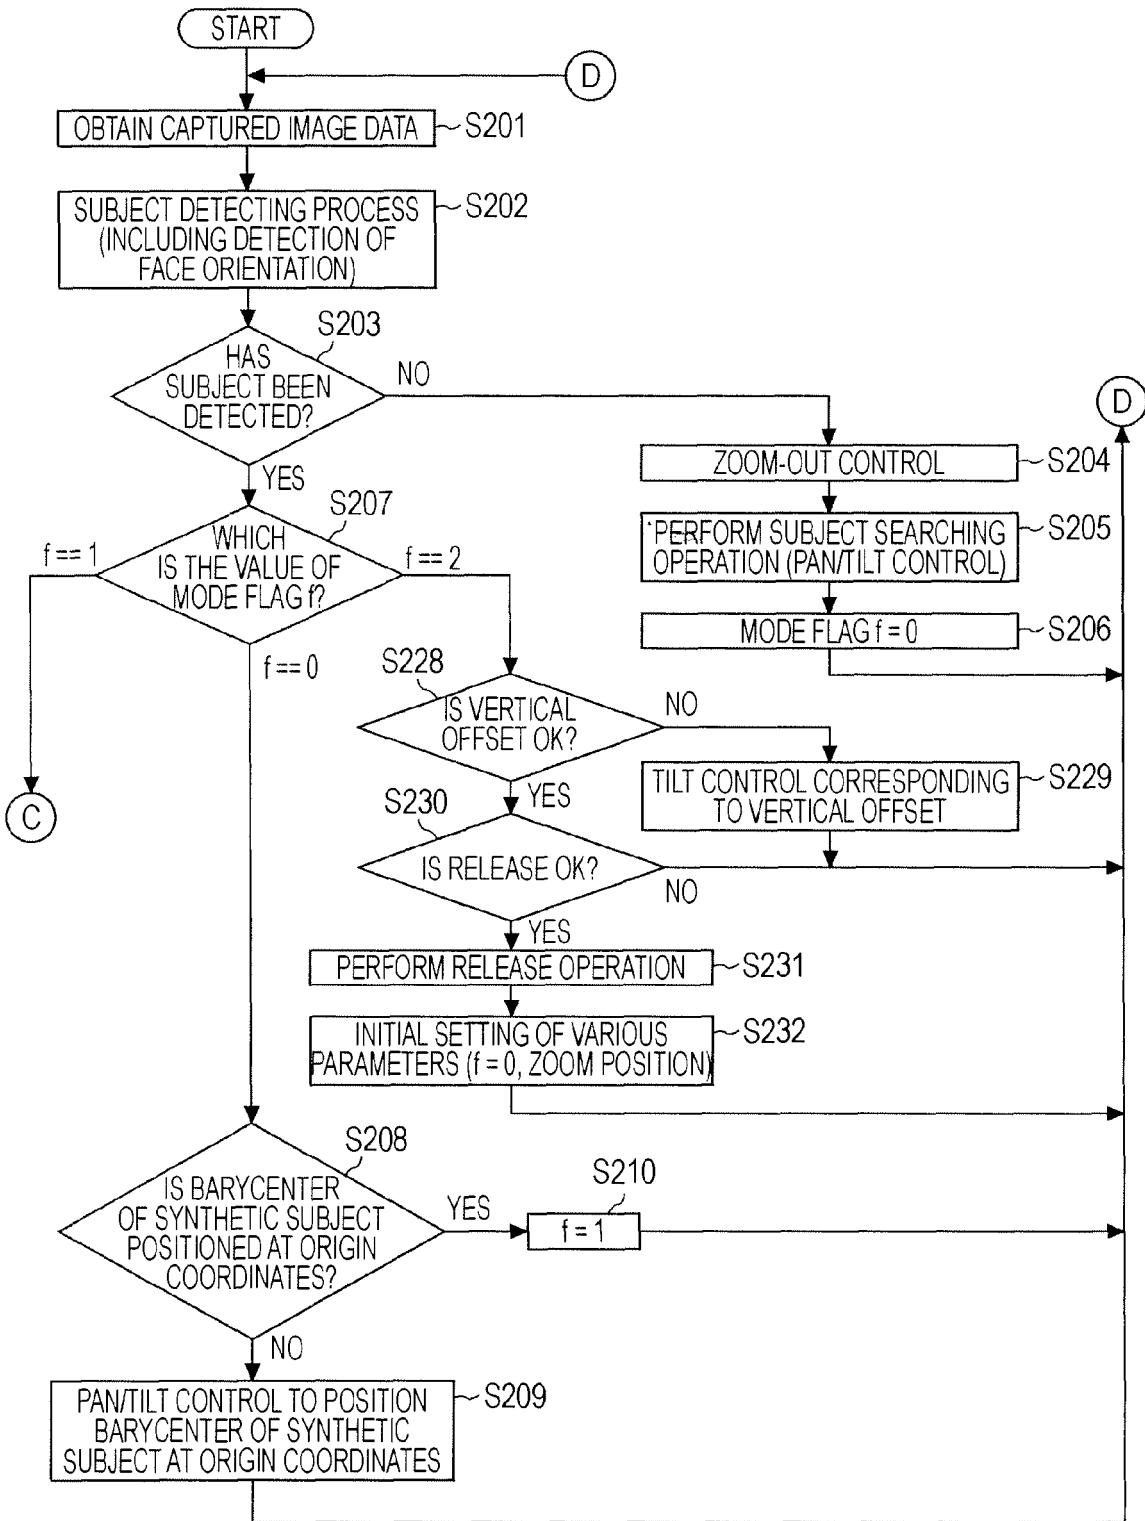 START
D
OBTAIN CAPTURED IMAGE DATA
S201
SUBJECT DETECTING PROCESS
(INCLUDING DETECTION OF
FACE ORIENTATION)
S202
S203
HAS
SUBJECT BEEN
DETECTED?
NO
YES
D
ZOOM-OUT CONTROL
S204
PERFORM SUBJECT SEARCHING
OPERATION (PAN/TILT CONTROL)
S205
MODE FLAG f = 0
S206
S207
WHICH
IS THE VALUE OF
MODE FLAG f?
f == 1
f == 2
f == 0
C
S228
IS VERTICAL
OFFSET OK?
NO
YES
TILT CONTROL CORRESPONDING
TO VERTICAL OFFSET
S229
S230
IS RELEASE OK?
NO
YES
PERFORM RELEASE OPERATION
S231
INITIAL SETTING OF VARIOUS
PARAMETERS (f = 0, ZOOM POSITION)
S232
S208
IS BARYCENTER
OF SYNTHETIC SUBJECT
POSITIONED AT ORIGIN
COORDINATES?
YES
S210
f = 1
NO
PAN/TILT CONTROL TO POSITION
BARYCENTER OF SYNTHETIC
SUBJECT AT ORIGIN COORDINATES
S209